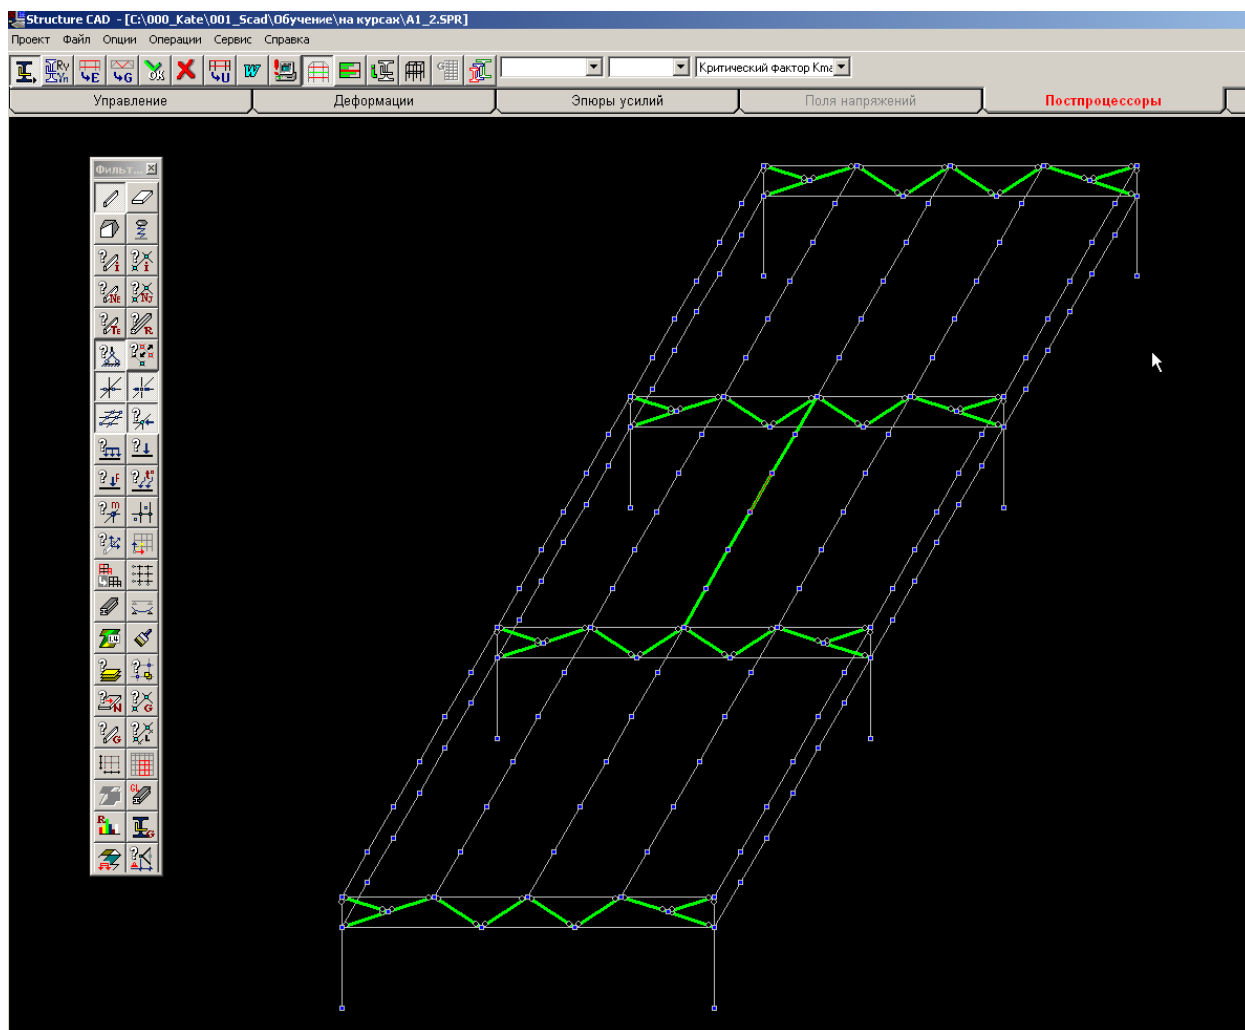 Structure CAD - [C:\000_Kate\001_Scad\Обучение\на курсах\A1_2.SPR]
Проект Файл Опции Операции Сервис Справка
Критический фактор Kma
Управление Деформации Эпюры усилий Поля напряжений Постпроцессоры
Фильт...